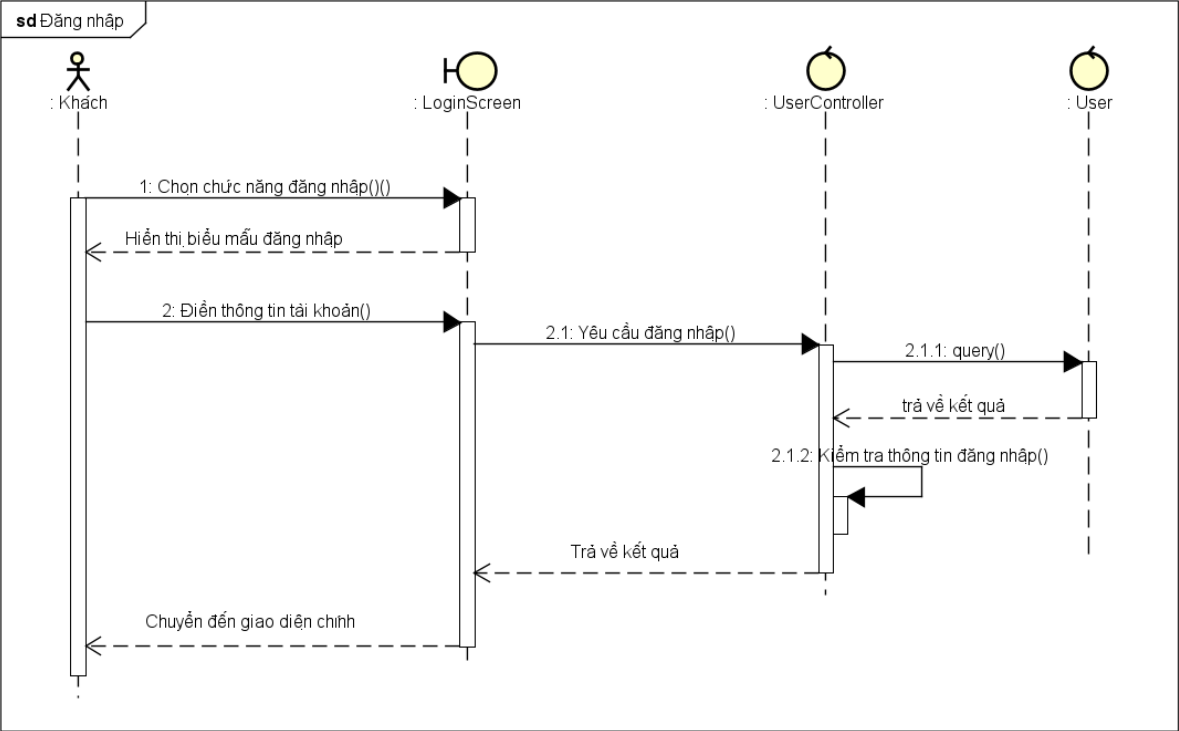 sd Đăng nhập
: Khách
: LoginScreen
: UserController
: User
1: Chọn chức năng đăng nhập()()
Hiển thị biểu mẫu đăng nhập
2: Điền thông tin tài khoản()
2.1: Yêu cầu đăng nhập()
2.1.1: query()
trả về kết quả
2.1.2: Kiểm tra thông tin đăng nhập()
Trả về kết quả
Chuyển đến giao diện chính